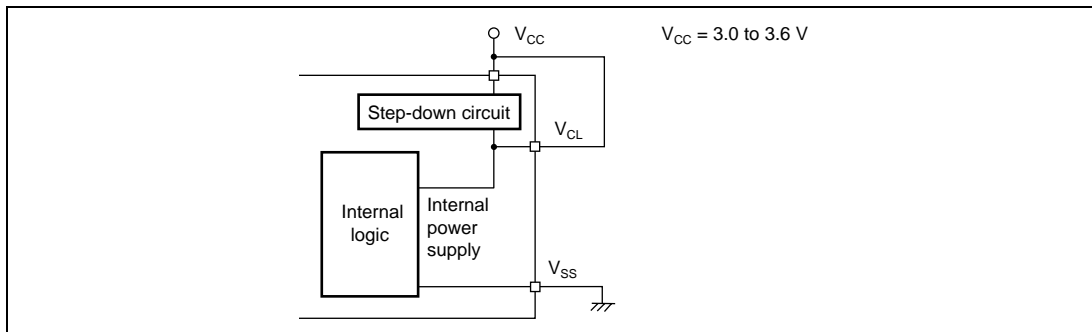 V_CC
V_CC = 3.0 to 3.6 V
Step-down circuit
V_CL
Internal
logic
Internal
power
supply
V_SS